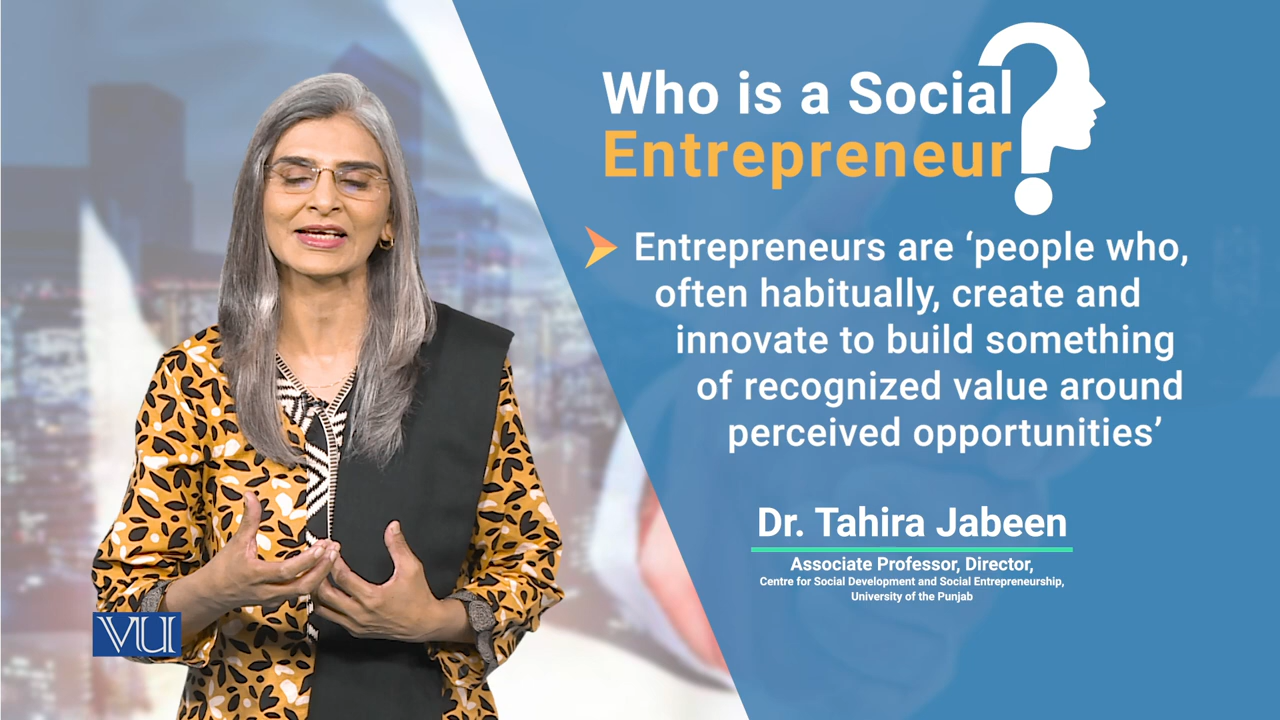 Who is a Social
Entrepreneur?
Entrepreneurs are ‘people who,
often habitually, create and
innovate to build something
of recognized value around
perceived opportunities’
Dr. Tahira Jabeen
Associate Professor, Director,
Centre for Social Development and Social Entrepreneurship,
University of the Punjab
VU